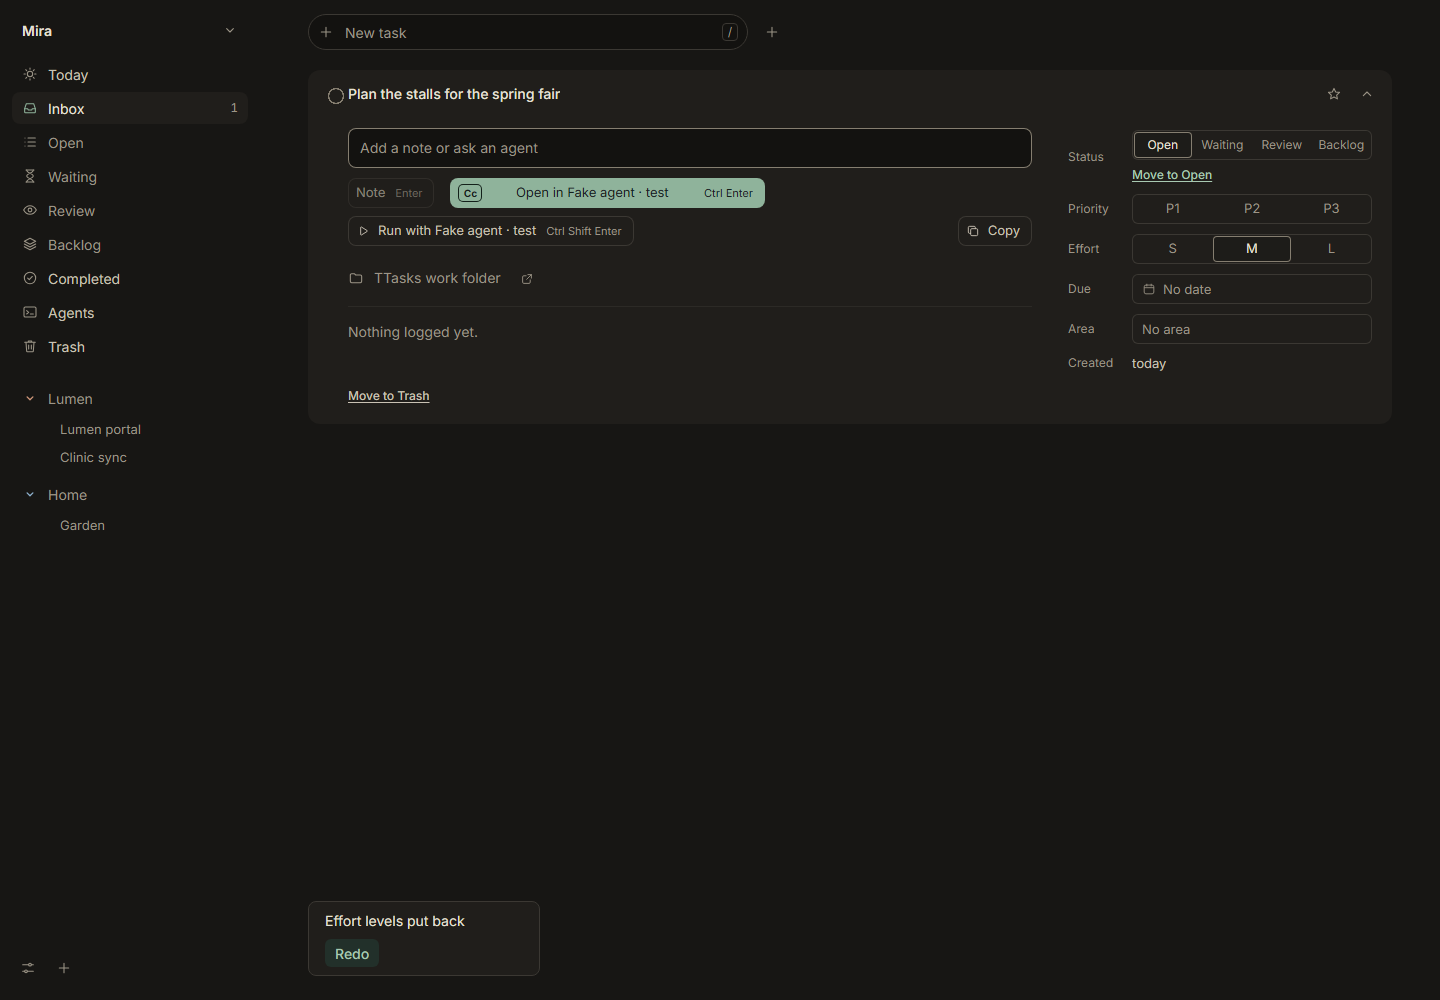 Mira
Today
Inbox 1
Open
Waiting
Review
Backlog
Completed
Agents
Trash
Lumen
Lumen portal
Clinic sync
Home
Garden
New task /
Plan the stalls for the spring fair
Add a note or ask an agent
Note Enter
Cc Open in Fake agent · test Ctrl Enter
Run with Fake agent · test Ctrl Shift Enter
Copy
TTasks work folder
Nothing logged yet.
Move to Trash
Status Open Waiting Review Backlog
Move to Open
Priority P1 P2 P3
Effort S M L
Due No date
Area No area
Created today
Effort levels put back
Redo